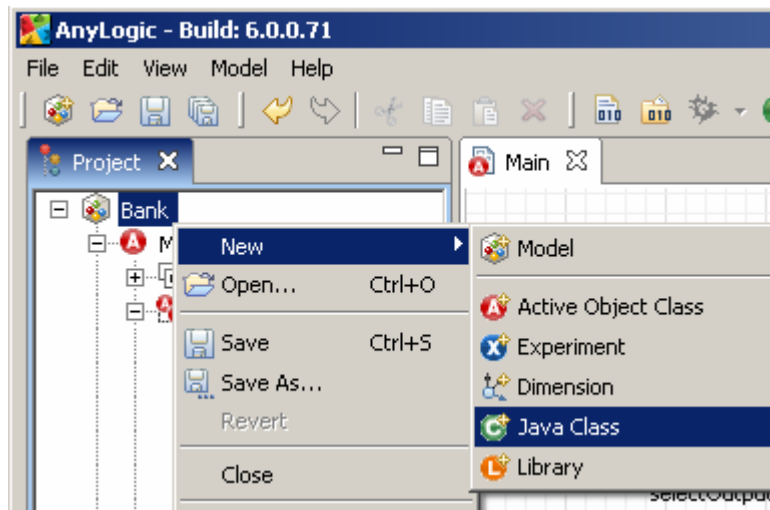 AnyLogic - Build: 6.0.0.71
File Edit View Model Help
Project Main
Bank
M
New
Open... Ctrl+O
Save Ctrl+S
Save As...
Revert
Close
Model
Active Object Class
Experiment
Dimension
Java Class
Library